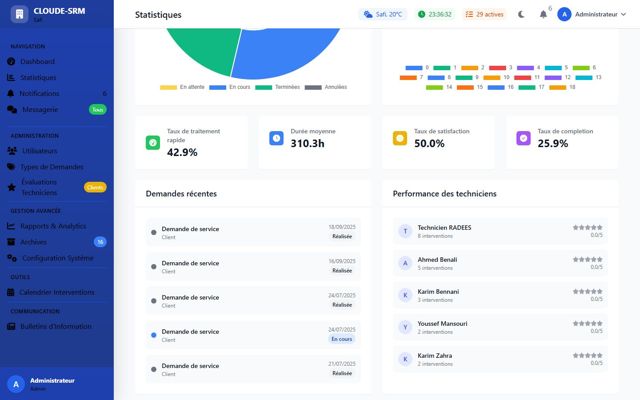 CLOUDE-SRM
Safi
Statistiques
Safi, 20°C
23:36:32
29 actives
6
A
Administrateur
NAVIGATION
Dashboard
Statistiques
Notifications
6
Messagerie
Tous
ADMINISTRATION
Utilisateurs
Types de Demandes
Évaluations
Techniciens
Clients
GESTION AVANCÉE
Rapports & Analytics
Archives
16
Configuration Système
OUTILS
Calendrier Interventions
COMMUNICATION
Bulletins d'Information
A
Administrateur
Admin
En attente
En cours
Terminées
Annulées
0 1 2 3 4 5 6
7 8 9 10 11 12 13
14 15 16 17 18
Taux de traitement
rapide
42.9%
Durée moyenne
310.3h
Taux de satisfaction
50.0%
Taux de completion
25.9%
Demandes récentes
Demande de service
Client
18/09/2025
Réalisée
Demande de service
Client
16/09/2025
Réalisée
Demande de service
Client
24/07/2025
Réalisée
Demande de service
Client
24/07/2025
En cours
Demande de service
Client
21/07/2025
Réalisée
Performance des techniciens
T
Technicien RADEES
8 interventions
0.0/5
A
Ahmed Benali
5 interventions
0.0/5
K
Karim Bennani
3 interventions
0.0/5
Y
Youssef Mansouri
2 interventions
0.0/5
K
Karim Zahra
2 interventions
0.0/5